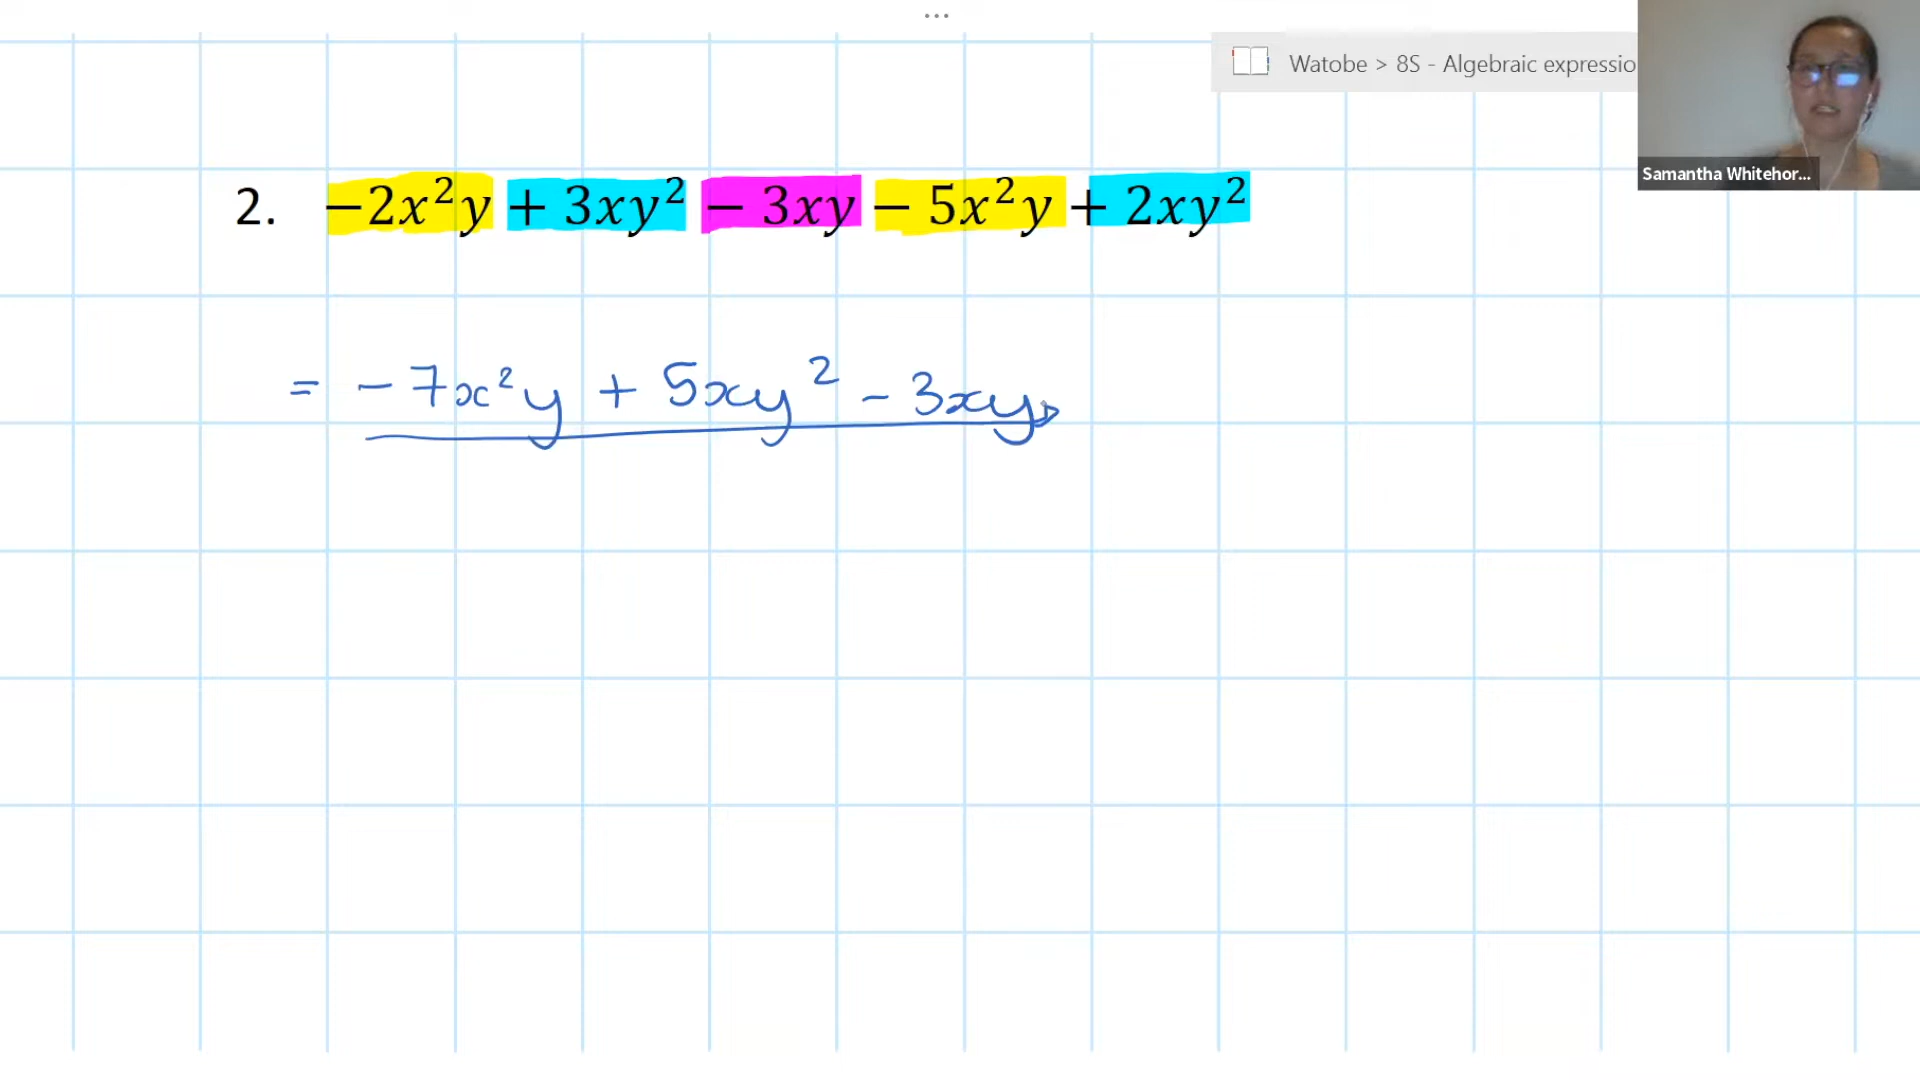 ...
Watobe > 8S - Algebraic expressio
Samantha Whitehor...
2. −2x²y + 3xy² − 3xy − 5x²y + 2xy²
= − 7x²y + 5xy² − 3xy